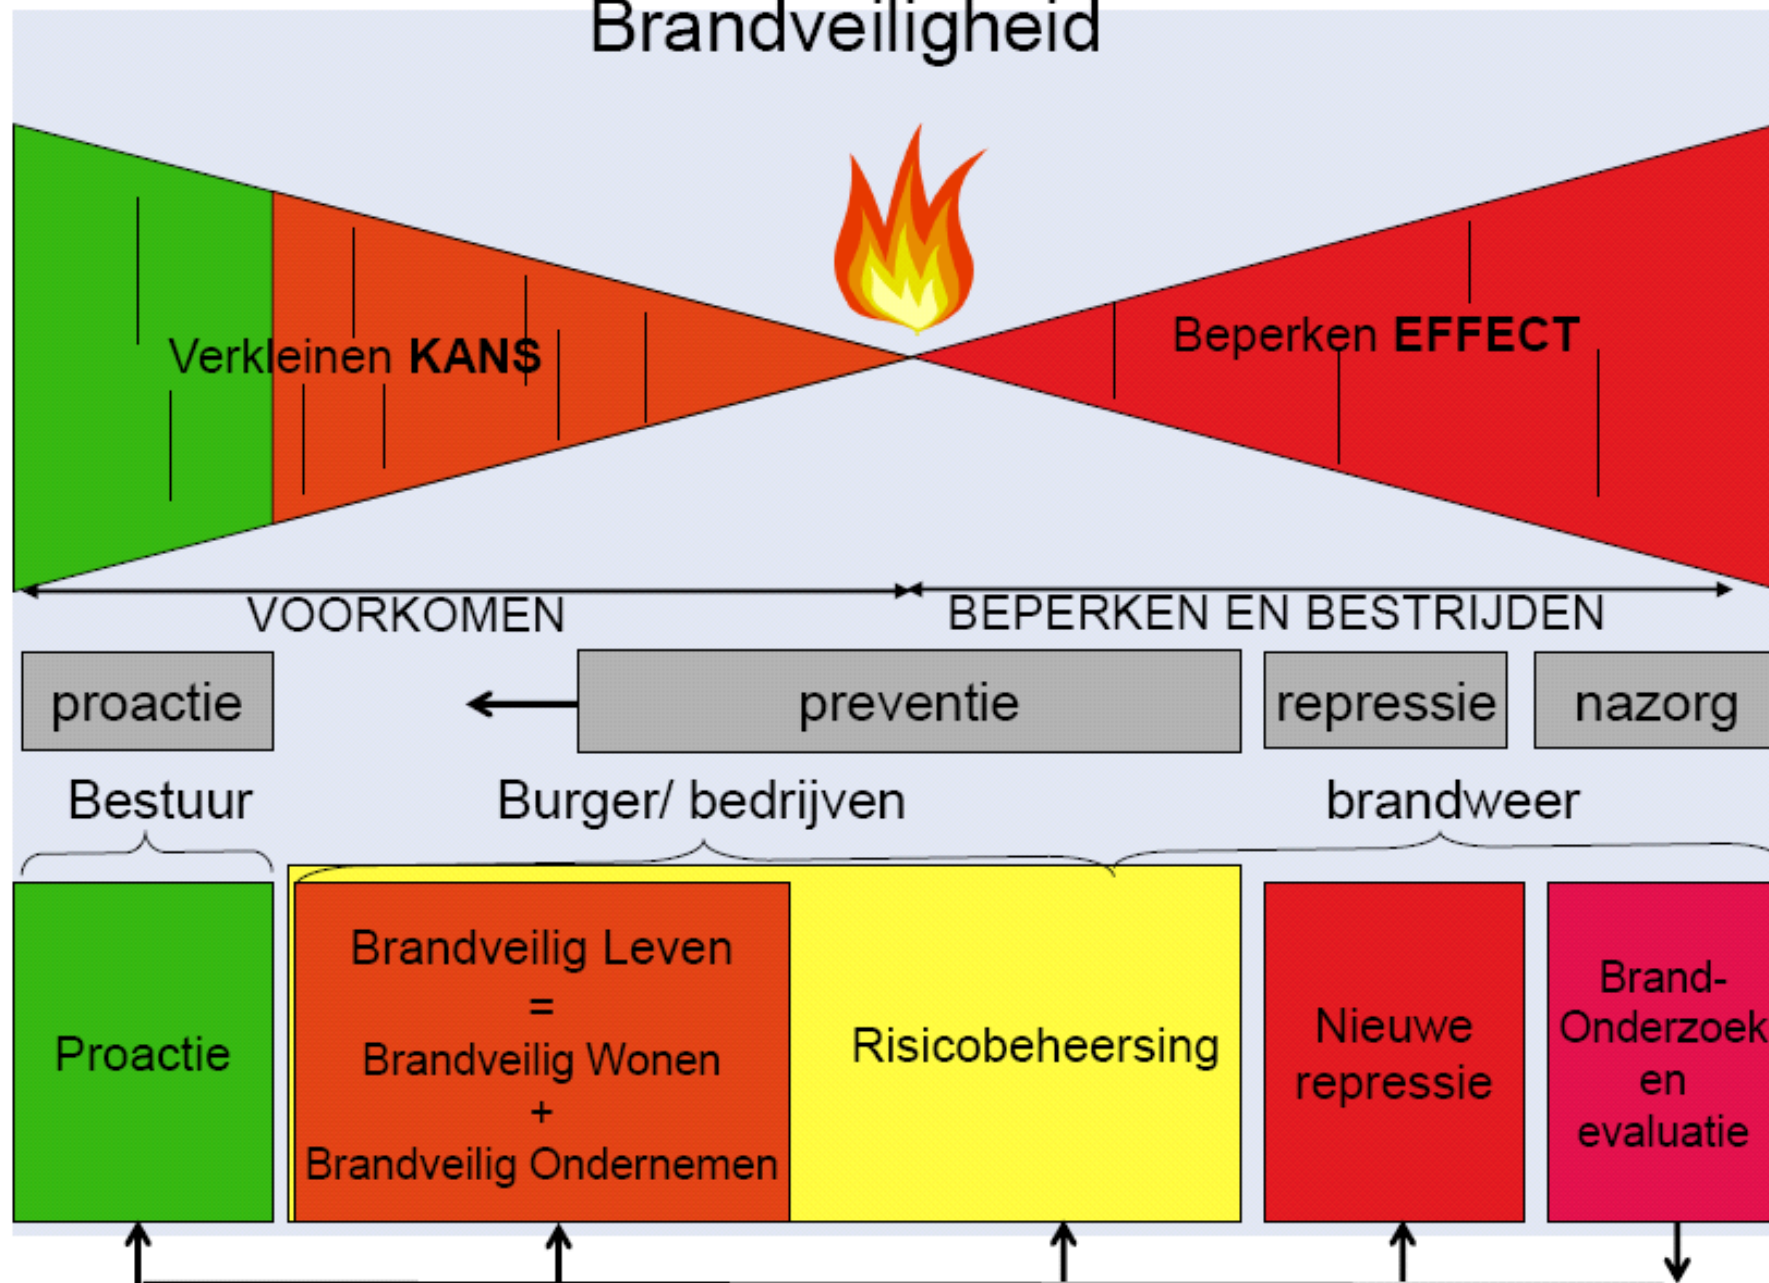 Brandveiligheid
Verkleinen KANS
Beperken EFFECT
VOORKOMEN
BEPERKEN EN BESTRIJDEN
proactie
preventie
repressie
nazorg
Bestuur
Burger/ bedrijven
brandweer
Proactie
Brandveilig Leven
=
Brandveilig Wonen
+
Brandveilig Ondernemen
Risicobeheersing
Nieuwe
repressie
Brand-
Onderzoek
en
evaluatie